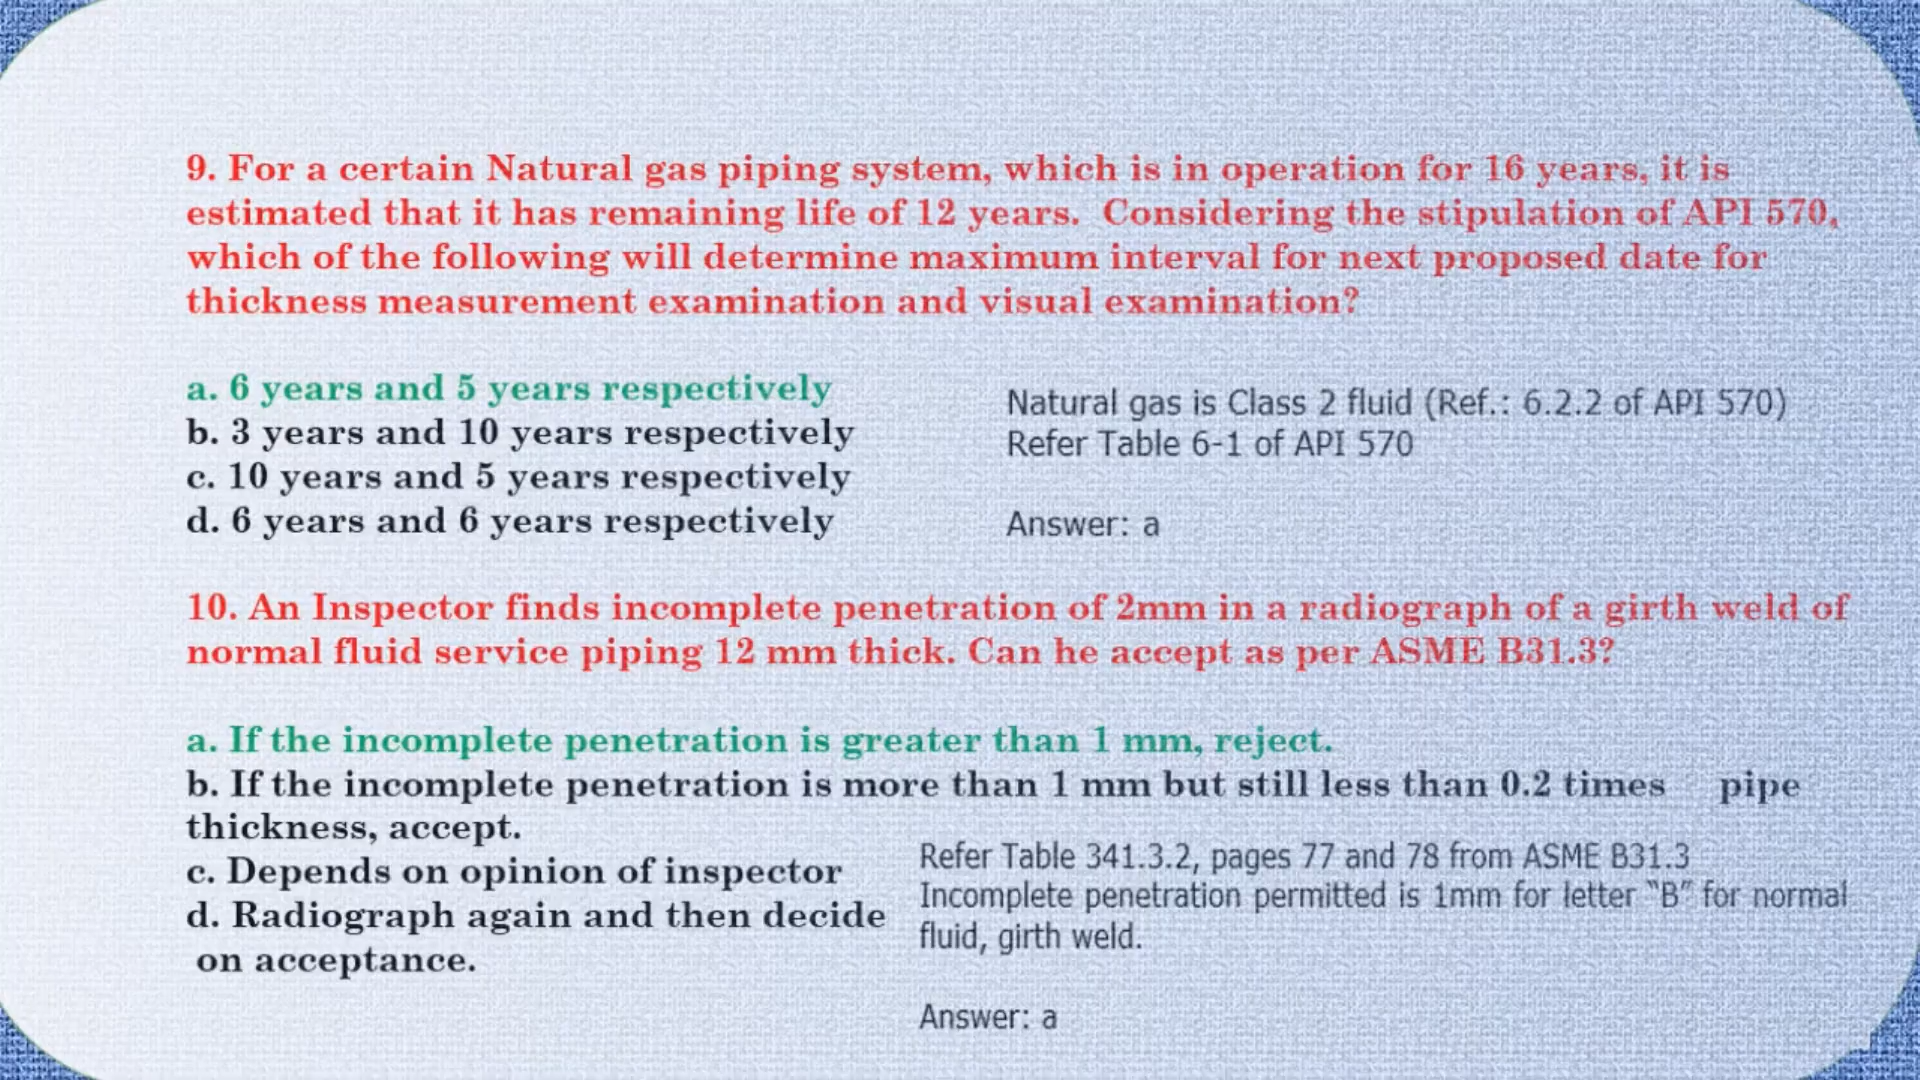 9. For a certain Natural gas piping system, which is in operation for 16 years, it is
estimated that it has remaining life of 12 years. Considering the stipulation of API 570,
which of the following will determine maximum interval for next proposed date for
thickness measurement examination and visual examination?
a. 6 years and 5 years respectively
b. 3 years and 10 years respectively
c. 10 years and 5 years respectively
d. 6 years and 6 years respectively
Natural gas is Class 2 fluid (Ref.: 6.2.2 of API 570)
Refer Table 6-1 of API 570
Answer: a
10. An Inspector finds incomplete penetration of 2mm in a radiograph of a girth weld of
normal fluid service piping 12 mm thick. Can he accept as per ASME B31.3?
a. If the incomplete penetration is greater than 1 mm, reject.
b. If the incomplete penetration is more than 1 mm but still less than 0.2 times pipe
thickness, accept.
c. Depends on opinion of inspector
d. Radiograph again and then decide
on acceptance.
Refer Table 341.3.2, pages 77 and 78 from ASME B31.3
Incomplete penetration permitted is 1mm for letter "B" for normal
fluid, girth weld.
Answer: a